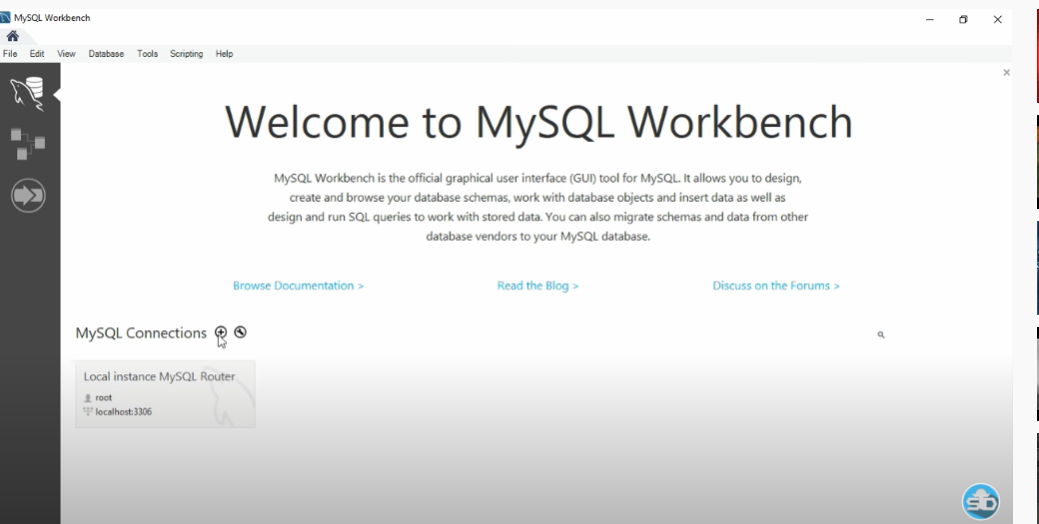 MySQL Workbench
File Edit View Database Tools Scripting Help
Welcome to MySQL Workbench
MySQL Workbench is the official graphical user interface (GUI) tool for MySQL. It allows you to design,
create and browse your database schemas, work with database objects and insert data as well as
design and run SQL queries to work with stored data. You can also migrate schemas and data from other
database vendors to your MySQL database.
Browse Documentation > Read the Blog > Discuss on the Forums >
MySQL Connections
Local instance MySQL Router
root
localhost:3306
SD